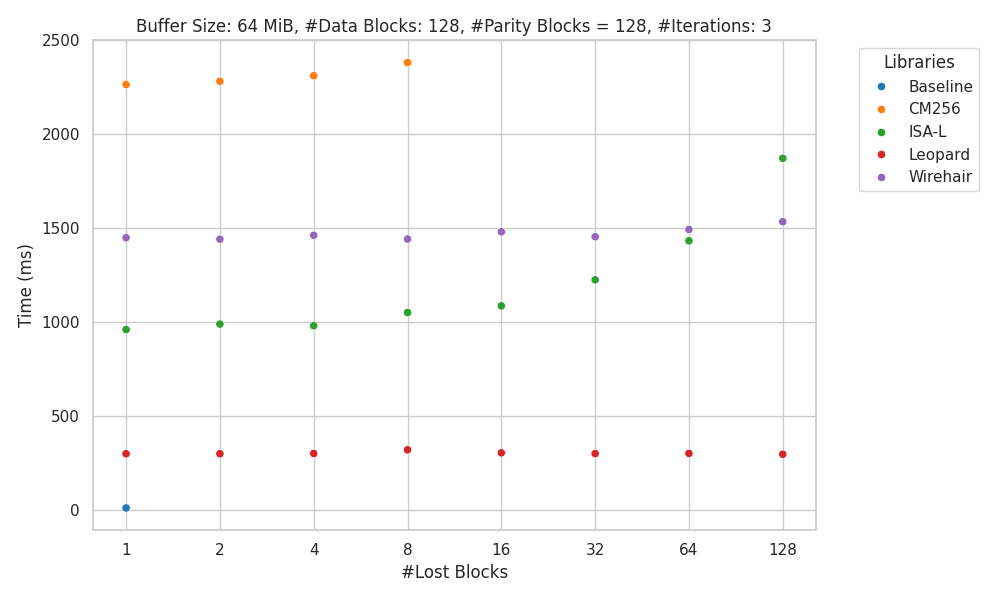 Buffer Size: 64 MiB, #Data Blocks: 128, #Parity Blocks = 128, #Iterations: 3
2500
2000
1500
1000
500
0
Time (ms)
1 2 4 8 16 32 64 128
#Lost Blocks
Libraries
Baseline
CM256
ISA-L
Leopard
Wirehair